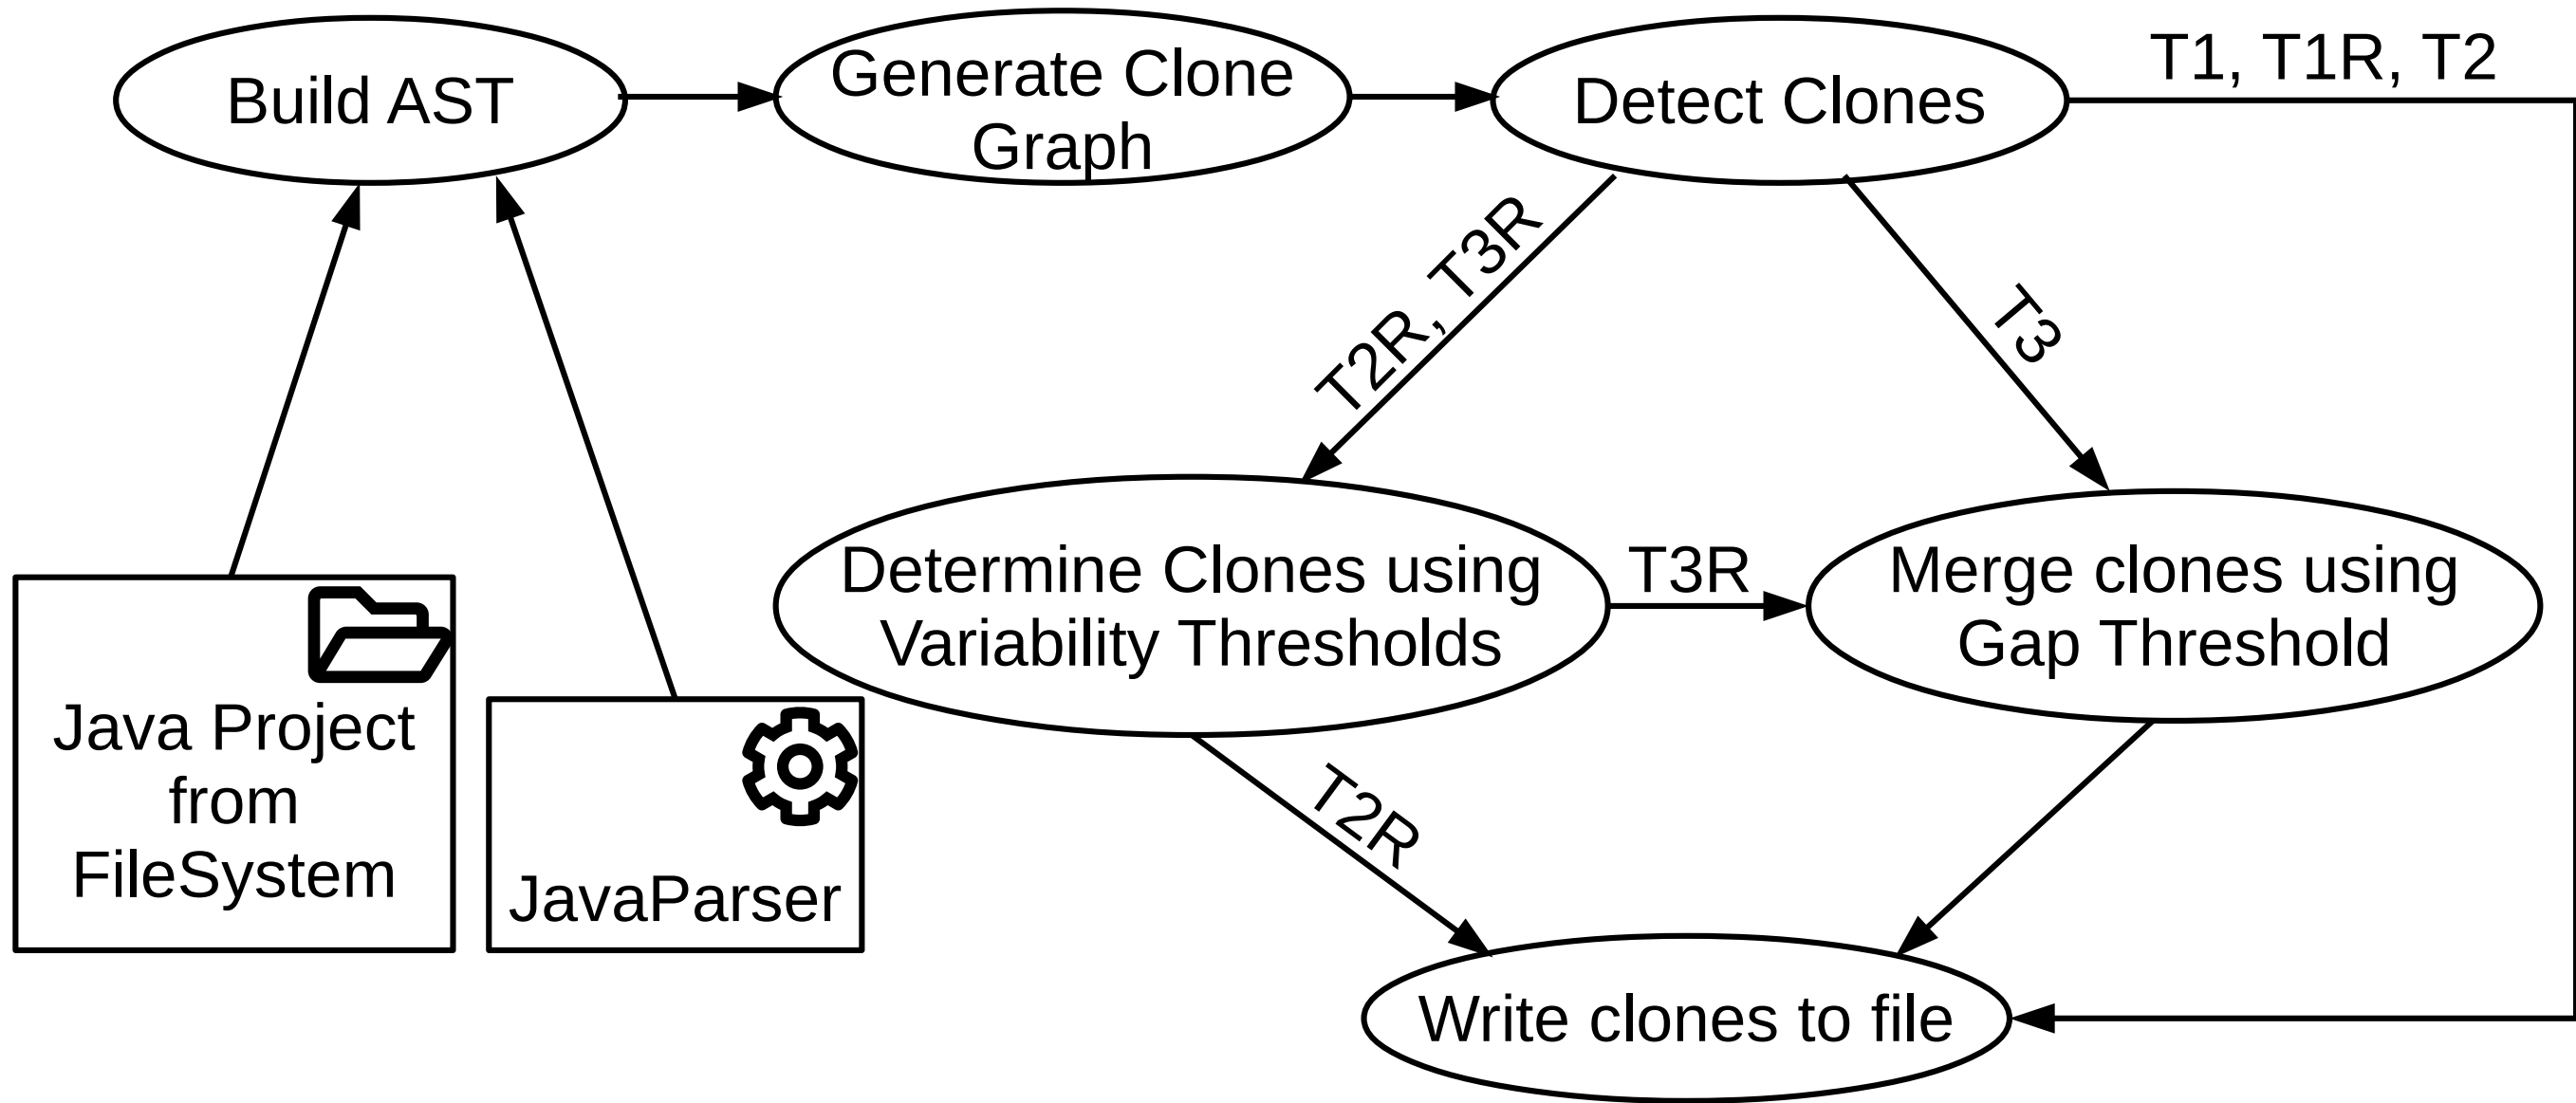 Build AST
Generate Clone
Graph
Detect Clones
T1, T1R, T2
T2R, T3R
T3
Determine Clones using
Variability Thresholds
T3R
Merge clones using
Gap Threshold
Java Project
from
FileSystem
JavaParser
T2R
Write clones to file